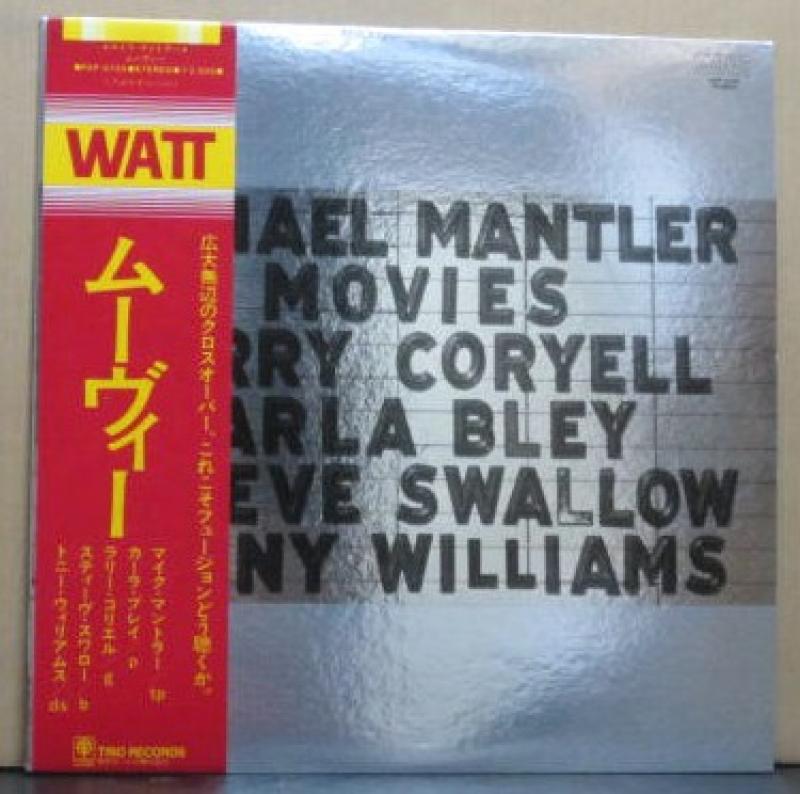 WATT
ムーヴィー
広大無辺のクロスオーバー、これこそフュージョンどう聴くか。
マイク・マントラー tp
カーラ・ブレイ p
ラリー・コリエル g
スティーヴ・スワロー b
トニー・ウィリアムス ds
TRIO RECORDS
HAEL MANTLER
MOVIES
RRY CORYELL
ARLA BLEY
EVE SWALLOW
NY WILLIAMS